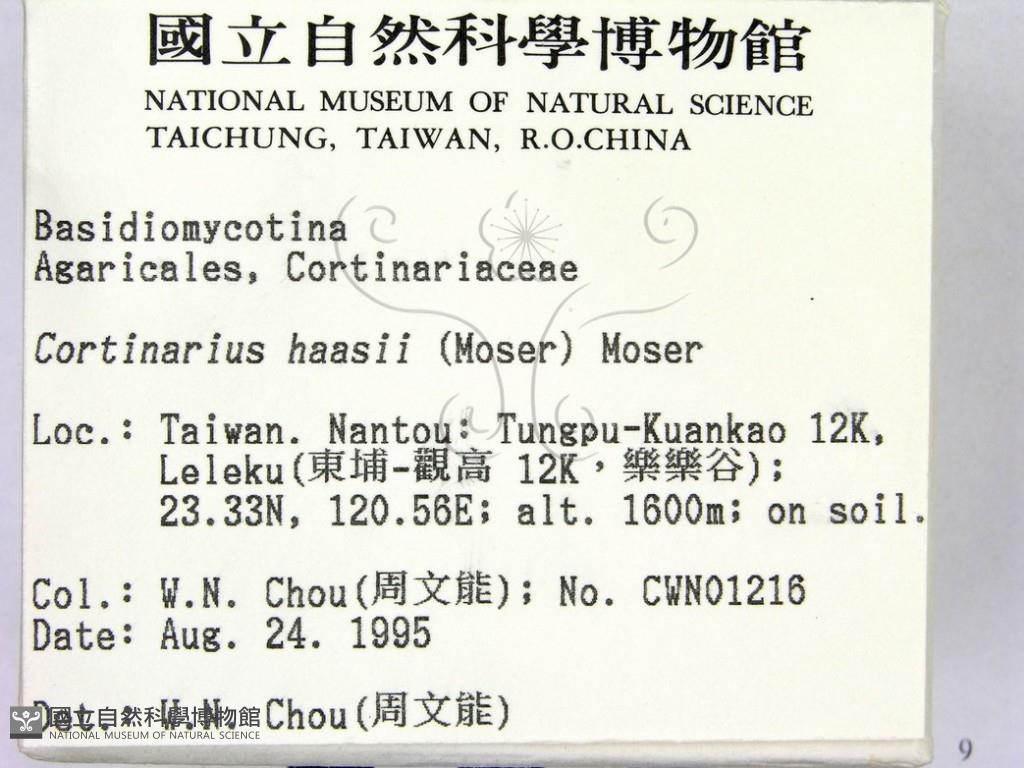 國立自然科學博物館
NATIONAL MUSEUM OF NATURAL SCIENCE
TAICHUNG, TAIWAN, R.O.CHINA
Basidiomycotina
Agaricales, Cortinariaceae
Cortinarius haasii (Moser) Moser
Loc.: Taiwan. Nantou: Tungpu-Kuankao 12K,
Leleku(東埔-觀高 12K，樂樂谷);
23.33N, 120.56E; alt. 1600m; on soil.
Col.: W.N. Chou(周文能); No. CWN01216
Date: Aug. 24. 1995
Det.: W.N. Chou(周文能)
國立自然科學博物館
NATIONAL MUSEUM OF NATURAL SCIENCE
9